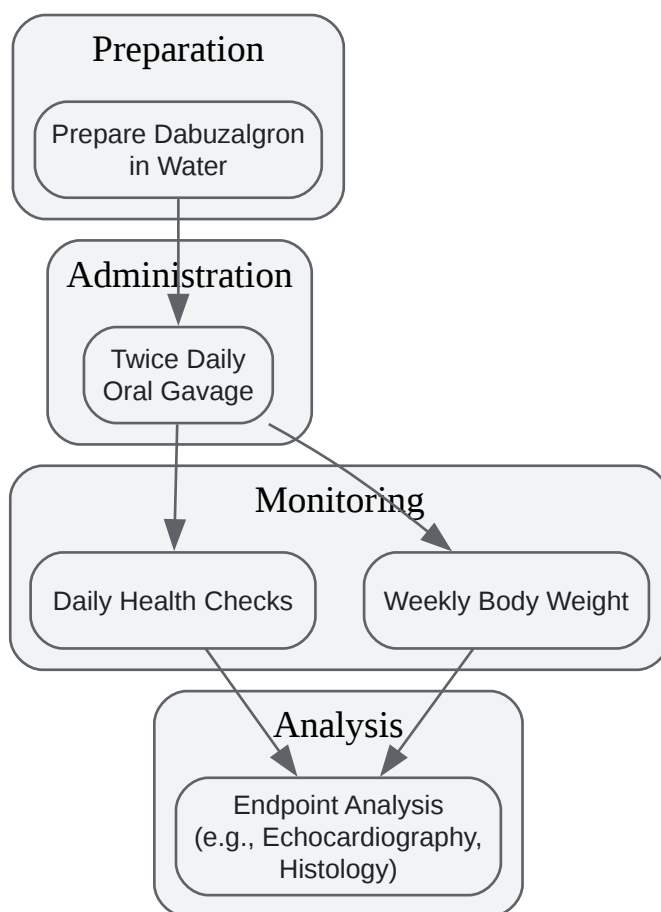 Preparation
Prepare Dabuzalgron
in Water
Administration
Twice Daily
Oral Gavage
Monitoring
Daily Health Checks
Weekly Body Weight
Analysis
Endpoint Analysis
(e.g., Echocardiography,
Histology)